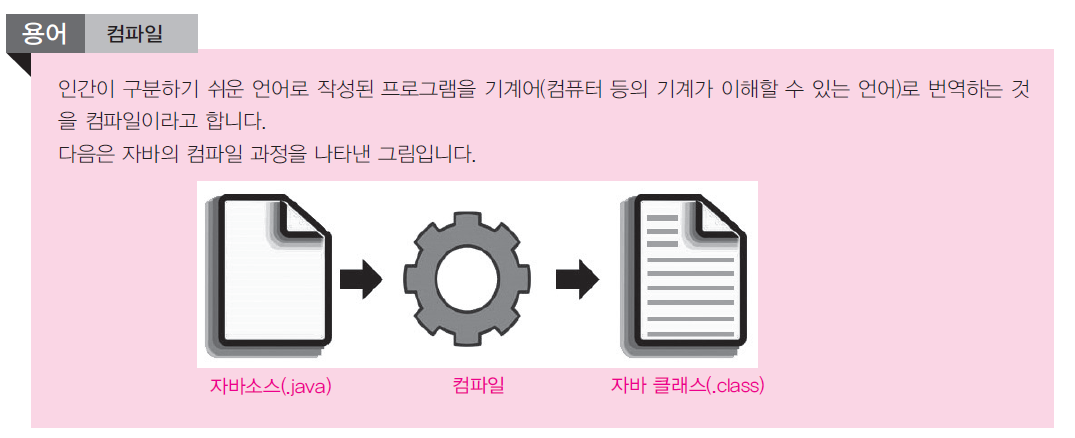 용어 컴파일
인간이 구분하기 쉬운 언어로 작성된 프로그램을 기계어(컴퓨터 등의 기계가 이해할 수 있는 언어)로 번역하는 것
을 컴파일이라고 합니다.
다음은 자바의 컴파일 과정을 나타낸 그림입니다.
자바소스(.java) 컴파일 자바 클래스(.class)